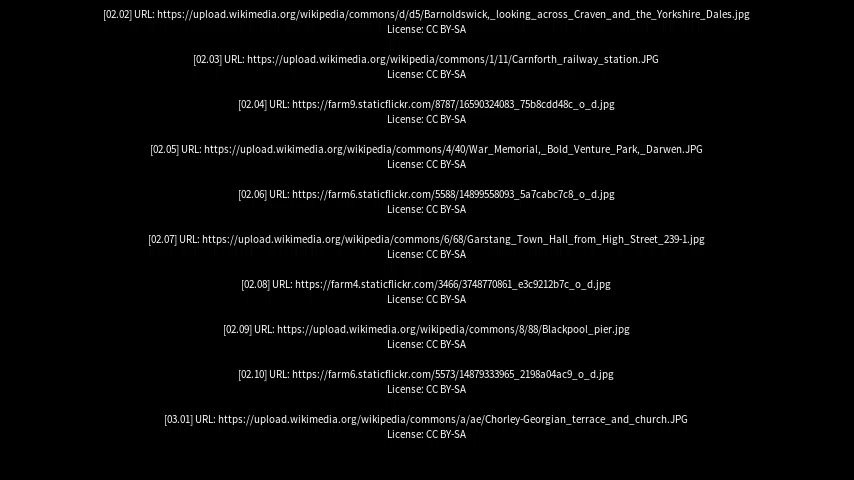 [02.02] URL: https://upload.wikimedia.org/wikipedia/commons/d/d5/Barnoldswick,_looking_across_Craven_and_the_Yorkshire_Dales.jpg
License: CC BY-SA
[02.03] URL: https://upload.wikimedia.org/wikipedia/commons/1/11/Carnforth_railway_station.JPG
License: CC BY-SA
[02.04] URL: https://farm9.staticflickr.com/8787/16590324083_75b8cdd48c_o_d.jpg
License: CC BY-SA
[02.05] URL: https://upload.wikimedia.org/wikipedia/commons/4/40/War_Memorial,_Bold_Venture_Park,_Darwen.JPG
License: CC BY-SA
[02.06] URL: https://farm6.staticflickr.com/5588/14899558093_5a7cabc7c8_o_d.jpg
License: CC BY-SA
[02.07] URL: https://upload.wikimedia.org/wikipedia/commons/6/68/Garstang_Town_Hall_from_High_Street_239-1.jpg
License: CC BY-SA
[02.08] URL: https://farm4.staticflickr.com/3466/3748770861_e3c9212b7c_o_d.jpg
License: CC BY-SA
[02.09] URL: https://upload.wikimedia.org/wikipedia/commons/8/88/Blackpool_pier.jpg
License: CC BY-SA
[02.10] URL: https://farm6.staticflickr.com/5573/14879333965_2198a04ac9_o_d.jpg
License: CC BY-SA
[03.01] URL: https://upload.wikimedia.org/wikipedia/commons/a/ae/Chorley-Georgian_terrace_and_church.JPG
License: CC BY-SA